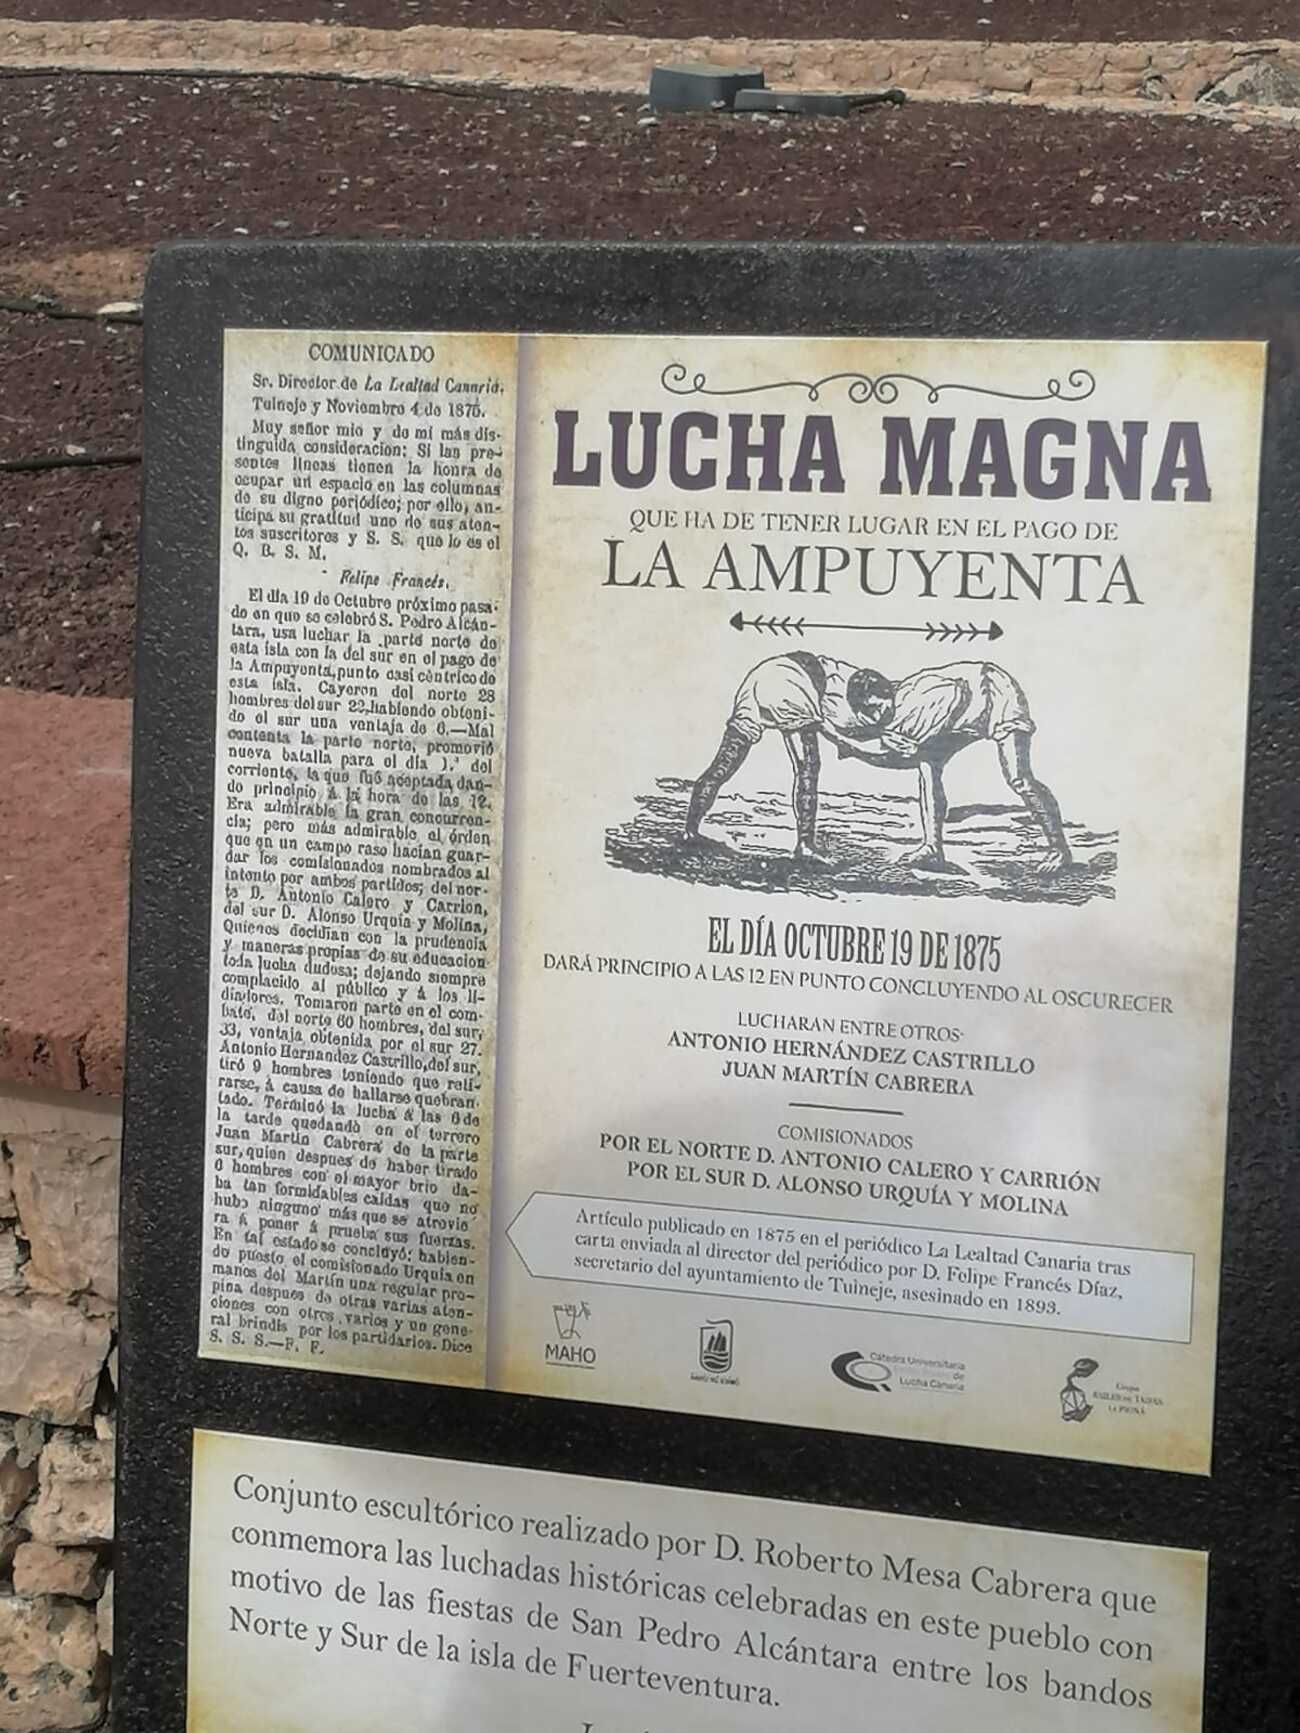 COMUNICADO
Sr. Director de La Lealtad Canaria.
Tuineje y Noviembre 4 de 1875.
Muy señor mio y de mi más dis-
tinguida consideracion: Si las pre-
sentes líneas tienen la honra de
ocupar un espacio en las columnas
de su digno periódico; por ello, an-
ticipa su gratitud uno de sus aten-
tos suscritores y S. S. que lo es el
Q. B. S. M.
Felipe Francés.
El día 19 de Octubre próximo pasa-
do en que se celebró S. Pedro Alcán-
tara, usa luchar la parte norte de
esta isla con la del sur en el pago de
la Ampuyenta, punto casi céntrico de
esta isla. Cayeron del norte 28
hombres del sur 22, habiendo obteni-
do el sur una ventaja de 6.—Mal
contenta la parte norte, promovió
nueva batalla para el día 1.º del
corriente, la que fué aceptada dan-
do principio á la hora de las 12.
Era admirable la gran concurren-
cia; pero más admirable el órden
que en un campo raso hacian guar-
dar los comisionados nombrados al
intento por ambos partidos; del nor-
te D. Antonio Calero y Carrion,
del sur D. Alonso Urquía y Molina,
Quienes decidian con la prudencia
y maneras propias de su educacion
toda lucha dudosa; dejando siempre
complacido al público y á los li-
diadores. Tomaron parte en el com-
bate, del norte 60 hombres, del sur,
33, ventaja obtenida por el sur 27.
Antonio Hernandez Castrillo, del sur,
tiró 9 hombres teniendo que reti-
rarse, á causa de hallarse quebran-
tado. Terminó la lucha á las 6 de
la tarde quedando en el terrero
Juan Martin Cabrera de la parte
sur, quien despues de haber tirado
6 hombres con el mayor brio da-
ba tan formidables caidas que no
hubo ninguno más que se atrevie-
ra á poner á prueba sus fuerzas.
En tal estado se concluyó: habien-
do puesto el comisionado Urquía en
manos del Martin una regular pro-
pina despues de otras varias aten-
ciones con otros varios y un gene-
ral brindis por los partidarios. Dice
S. S. S.—F. F.
LUCHA MAGNA
QUE HA DE TENER LUGAR EN EL PAGO DE
LA AMPUYENTA
EL DÍA OCTUBRE 19 DE 1875
DARÁ PRINCIPIO A LAS 12 EN PUNTO CONCLUYENDO AL OSCURECER
LUCHARAN ENTRE OTROS:
ANTONIO HERNÁNDEZ CASTRILLO
JUAN MARTÍN CABRERA
COMISIONADOS
POR EL NORTE D. ANTONIO CALERO Y CARRIÓN
POR EL SUR D. ALONSO URQUÍA Y MOLINA
Artículo publicado en 1875 en el periódico La Lealtad Canaria tras
carta enviada al director del periódico por D. Felipe Francés Díaz,
secretario del ayuntamiento de Tuineje, asesinado en 1893.
MAHO
Cátedra Universitaria
de
Lucha Canaria
Grupo
BAILES DE TAIFAS
Conjunto escultórico realizado por D. Roberto Mesa Cabrera que
conmemora las luchadas históricas celebradas en este pueblo con
motivo de las fiestas de San Pedro Alcántara entre los bandos
Norte y Sur de la isla de Fuerteventura.